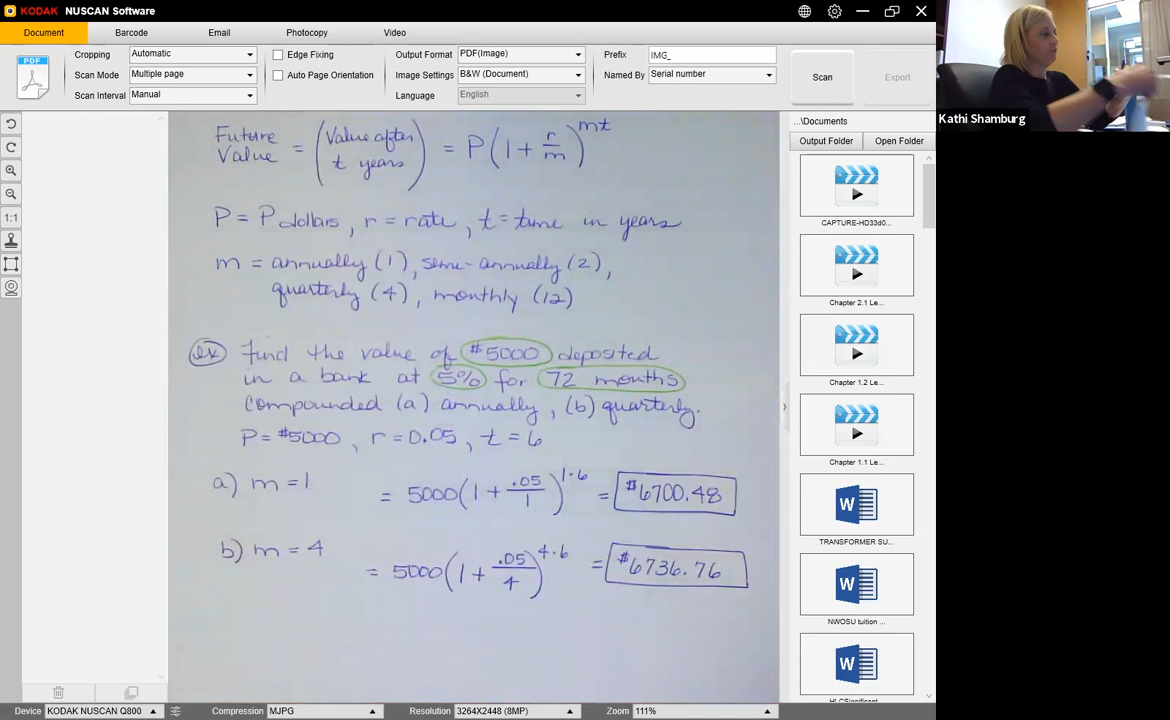 KODAK NUSCAN Software
Document Barcode Email Photocopy Video
Cropping Automatic Edge Fixing Output Format PDF(Image) Prefix IMG_
Scan Mode Multiple page Auto Page Orientation Image Settings B&W (Document) Named By Serial number Scan Export
Scan Interval Manual Language English
PDF
Kathi Shamburg
...\Documents
Output Folder Open Folder
1:1
Future Value = (Value after t years) = P(1 + r/m)^mt
P = P dollars, r = rate, t = time in years
m = annually (1), semi-annually (2),
quarterly (4), monthly (12)
ex find the value of $5000 deposited
in a bank at 5% for 72 months
compounded (a) annually, (b) quarterly.
P = $5000, r = 0.05, t = 6
a) m = 1 = 5000(1 + .05/1)^1·6 = $6700.48
b) m = 4 = 5000(1 + .05/4)^4·6 = $6736.76
CAPTURE-HD33d0...
Chapter 2.1 Le...
Chapter 1.2 Le...
Chapter 1.1 Le...
TRANSFORMER SU...
NWOSU tuition ...
HLCSignificant
Device KODAK NUSCAN Q800 Compression MJPG Resolution 3264X2448 (8MP) Zoom 111%